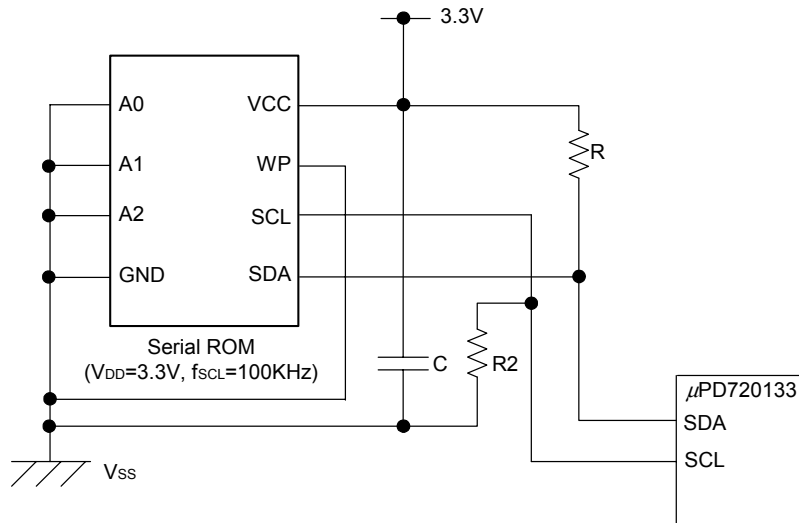 3.3V
A0
VCC
R
A1
WP
A2
SCL
GND
SDA
Serial ROM
(VDD=3.3V, fSCL=100KHz)
C
R2
µPD720133
SDA
SCL
VSS